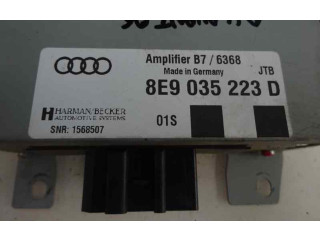 Amplifier B7 / 6368
Made in Germany JTB
8E9 035 223 D
HARMAN/BECKER
AUTOMOTIVE SYSTEMS
01S
SNR: 1568507